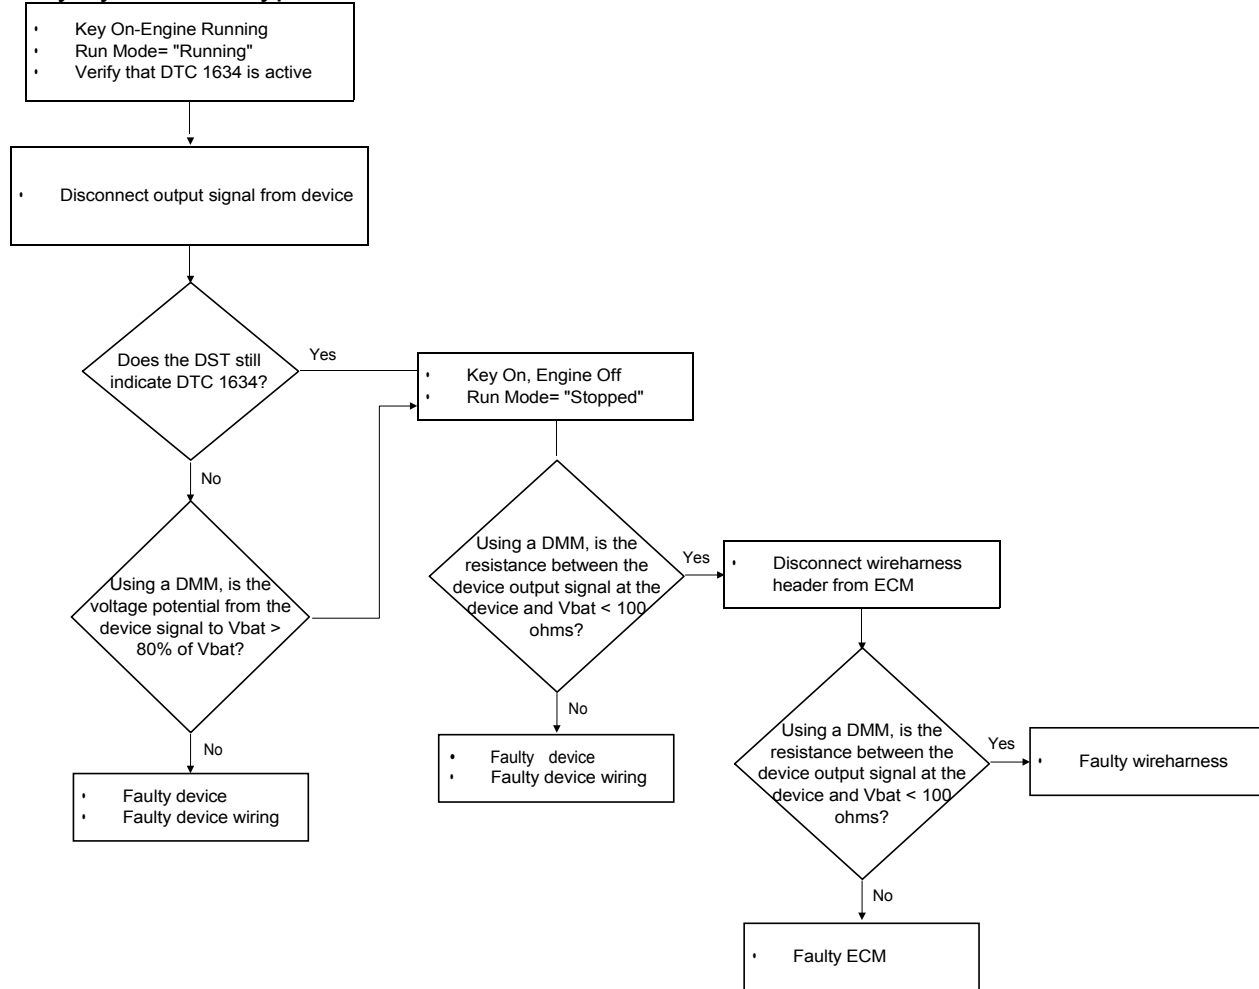 • Key On-Engine Running
• Run Mode= "Running"
• Verify that DTC 1634 is active
• Disconnect output signal from device
Does the DST still
indicate DTC 1634?
Yes
• Key On, Engine Off
• Run Mode= "Stopped"
No
Using a DMM, is the
voltage potential from the
device signal to Vbat >
80% of Vbat?
No
• Faulty device
• Faulty device wiring
Using a DMM, is the
resistance between the
device output signal at the
device and Vbat < 100
ohms?
Yes
• Disconnect wireharness
header from ECM
No
• Faulty device
• Faulty device wiring
Using a DMM, is the
resistance between the
device output signal at the
device and Vbat < 100
ohms?
Yes
• Faulty wireharness
No
• Faulty ECM